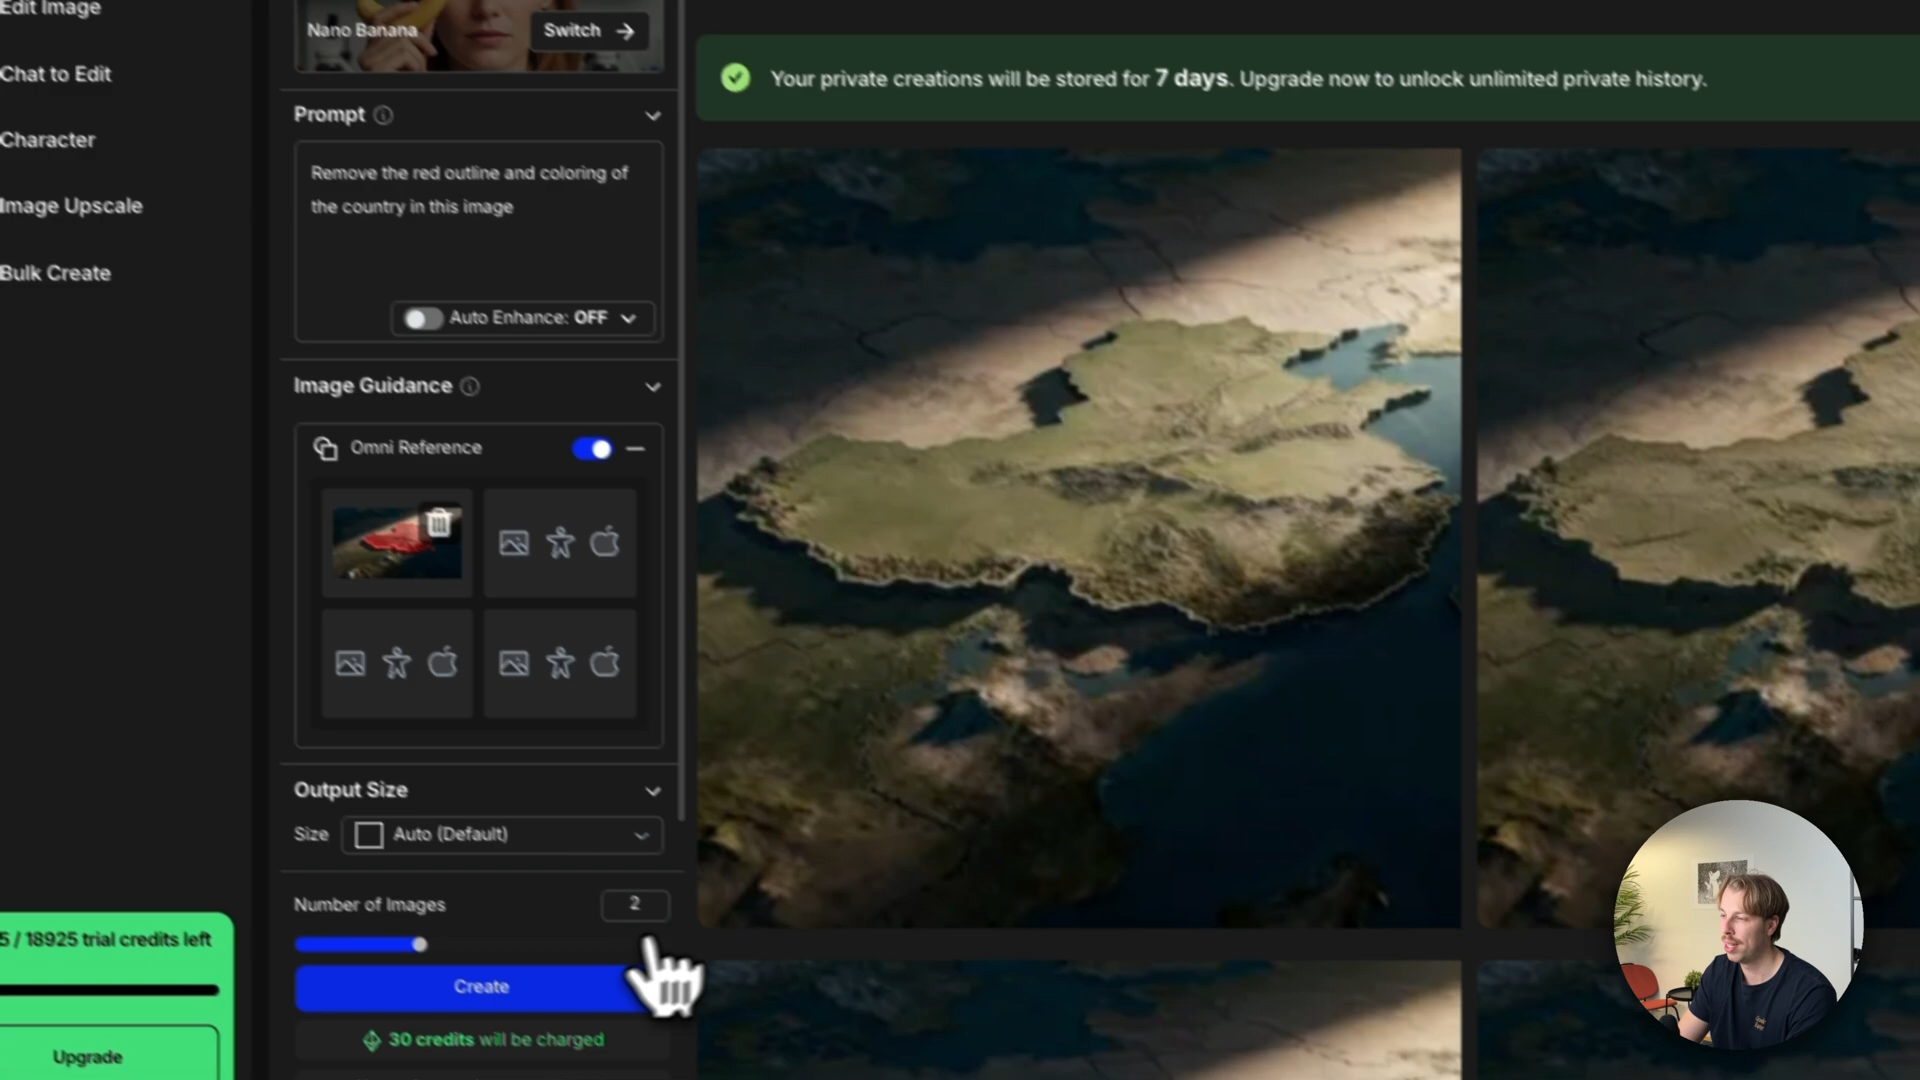 Edit Image
Chat to Edit
Character
Image Upscale
Bulk Create
5 / 18925 trial credits left
Upgrade
Nano Banana
Switch
Prompt
Remove the red outline and coloring of
the country in this image
Auto Enhance: OFF
Image Guidance
Omni Reference
Output Size
Size
Auto (Default)
Number of Images
2
Create
30 credits will be charged
Your private creations will be stored for 7 days. Upgrade now to unlock unlimited private history.